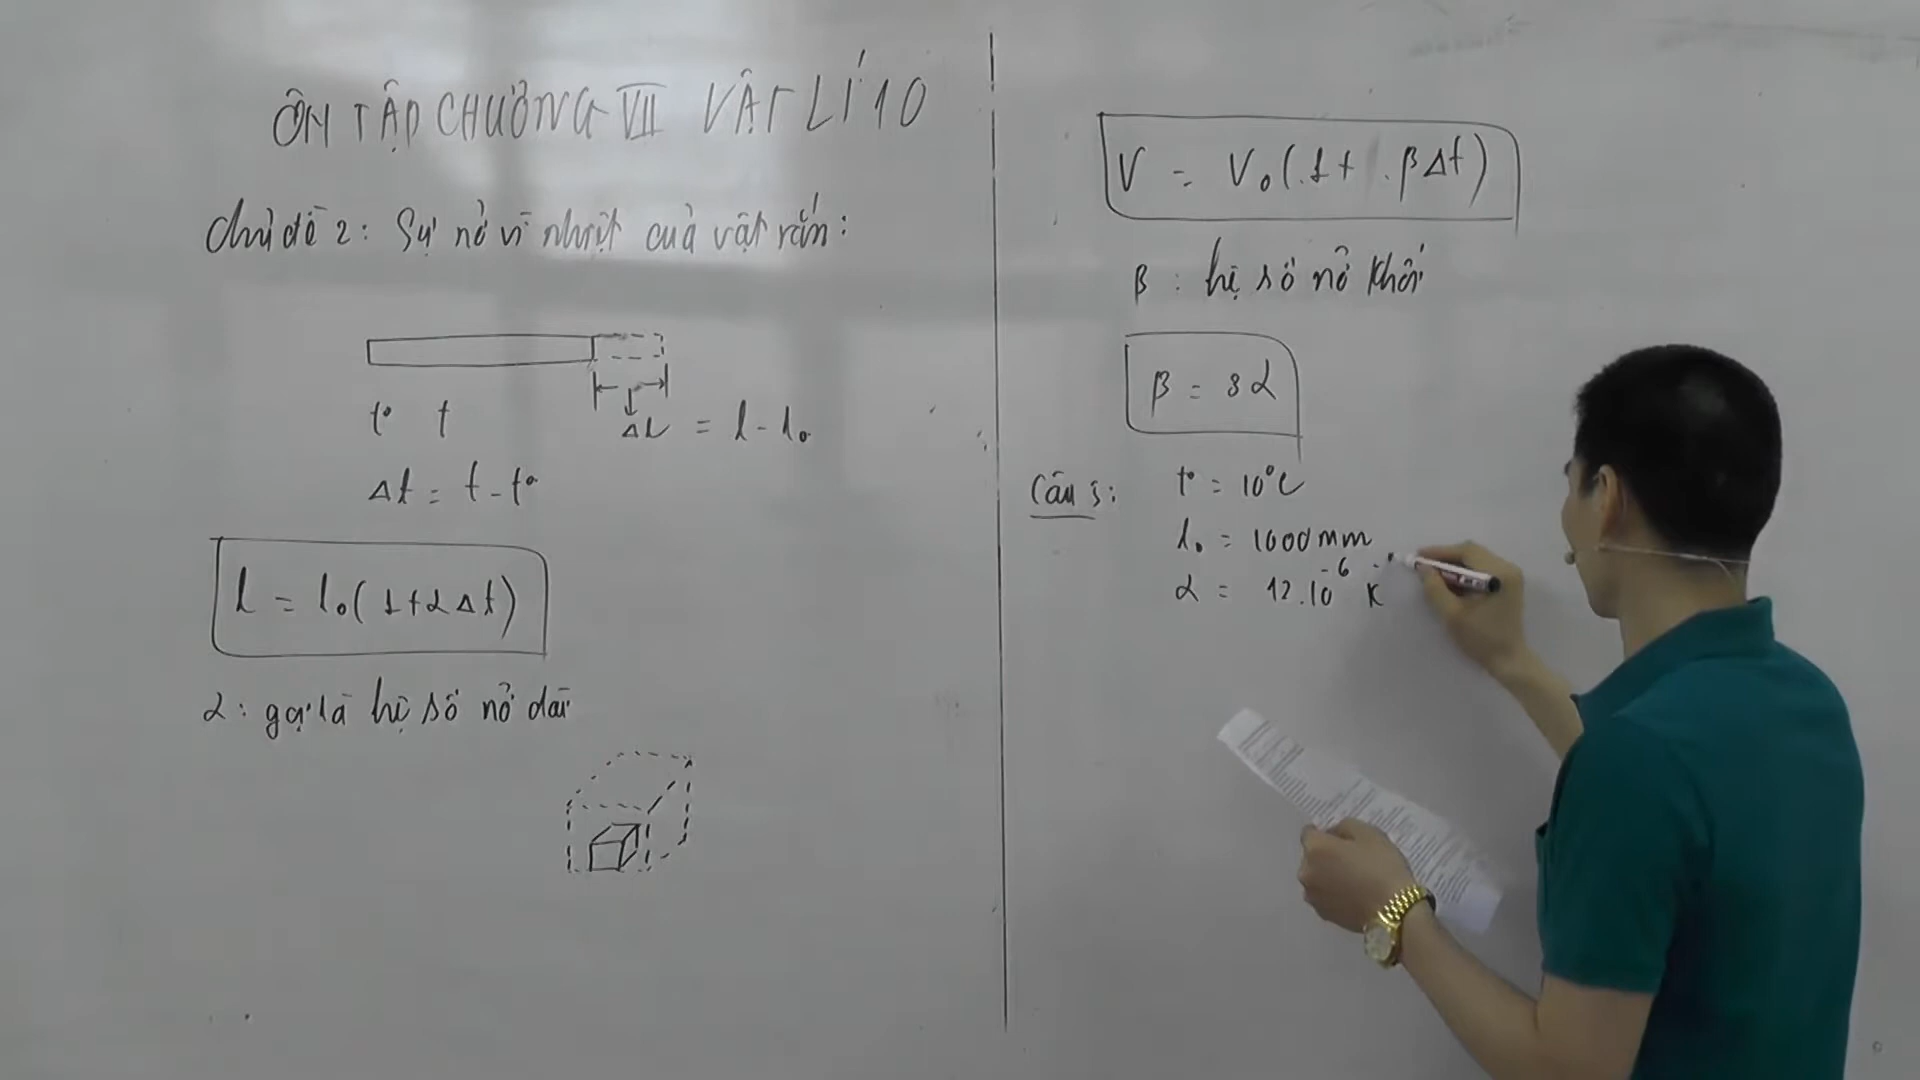 ÔN TẬP CHƯƠNG VII VẬT LÍ 10
Chủ đề 2: Sự nở vì nhiệt của vật rắn:
t° t
Δl = l - l₀
Δt = t - t°
l = l₀(1+αΔt)
α: gọi là hệ số nở dài
V = V₀(1+ βΔt)
β: hệ số nở khối
β = 3α
Câu 3: t° = 10°C
l₀ = 1000mm
α = 12.10⁻⁶ K⁻